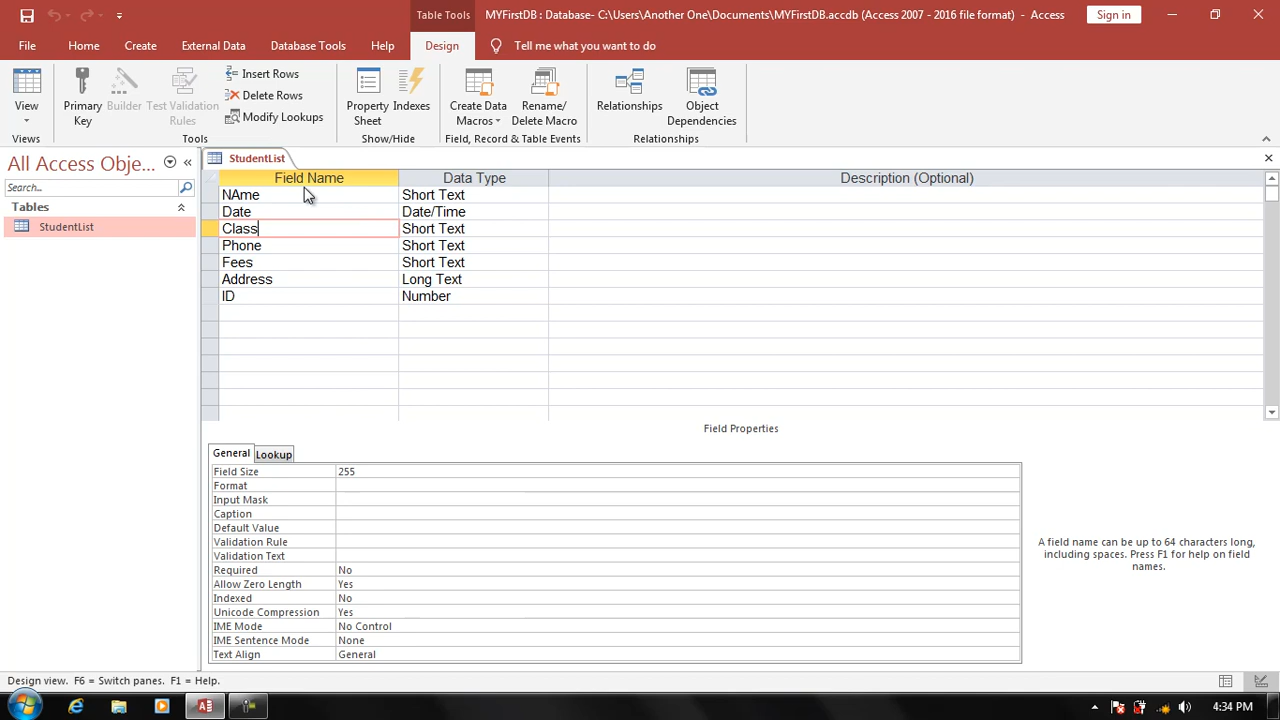 Table Tools
MYFirstDB : Database- C:\Users\Another One\Documents\MYFirstDB.accdb (Access 2007 - 2016 file format) - Access
Sign in
File Home Create External Data Database Tools Help Design Tell me what you want to do
View
Primary Key
Builder
Test Validation Rules
Insert Rows
Delete Rows
Modify Lookups
Property Sheet
Indexes
Create Data Macros
Rename/ Delete Macro
Relationships
Object Dependencies
Views Tools Show/Hide Field, Record & Table Events Relationships
All Access Obje...
Search...
Tables
StudentList
StudentList
Field Name Data Type Description (Optional)
NAme Short Text
Date Date/Time
Class Short Text
Phone Short Text
Fees Short Text
Address Long Text
ID Number
Field Properties
General Lookup
Field Size 255
Format
Input Mask
Caption
Default Value
Validation Rule
Validation Text
Required No
Allow Zero Length Yes
Indexed No
Unicode Compression Yes
IME Mode No Control
IME Sentence Mode None
Text Align General
A field name can be up to 64 characters long,
including spaces. Press F1 for help on field
names.
Design view. F6 = Switch panes. F1 = Help.
4:34 PM